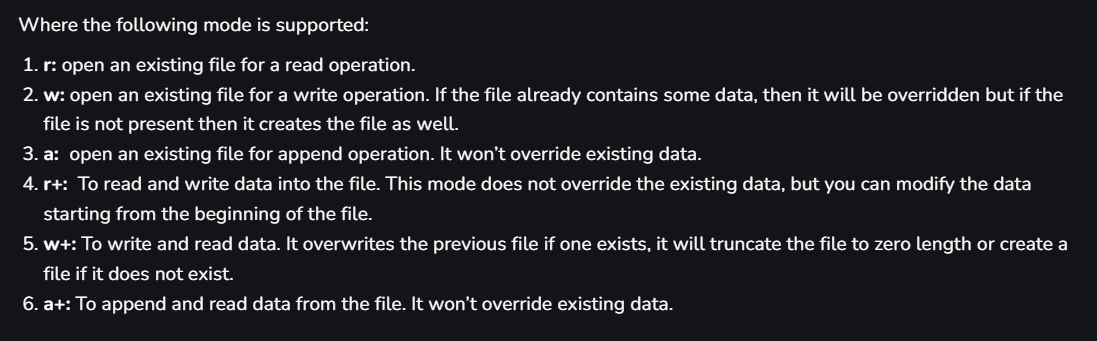 Where the following mode is supported:
1. r: open an existing file for a read operation.
2. w: open an existing file for a write operation. If the file already contains some data, then it will be overridden but if the
file is not present then it creates the file as well.
3. a:  open an existing file for append operation. It won’t override existing data.
4. r+:  To read and write data into the file. This mode does not override the existing data, but you can modify the data
starting from the beginning of the file.
5. w+: To write and read data. It overwrites the previous file if one exists, it will truncate the file to zero length or create a
file if it does not exist.
6. a+: To append and read data from the file. It won’t override existing data.